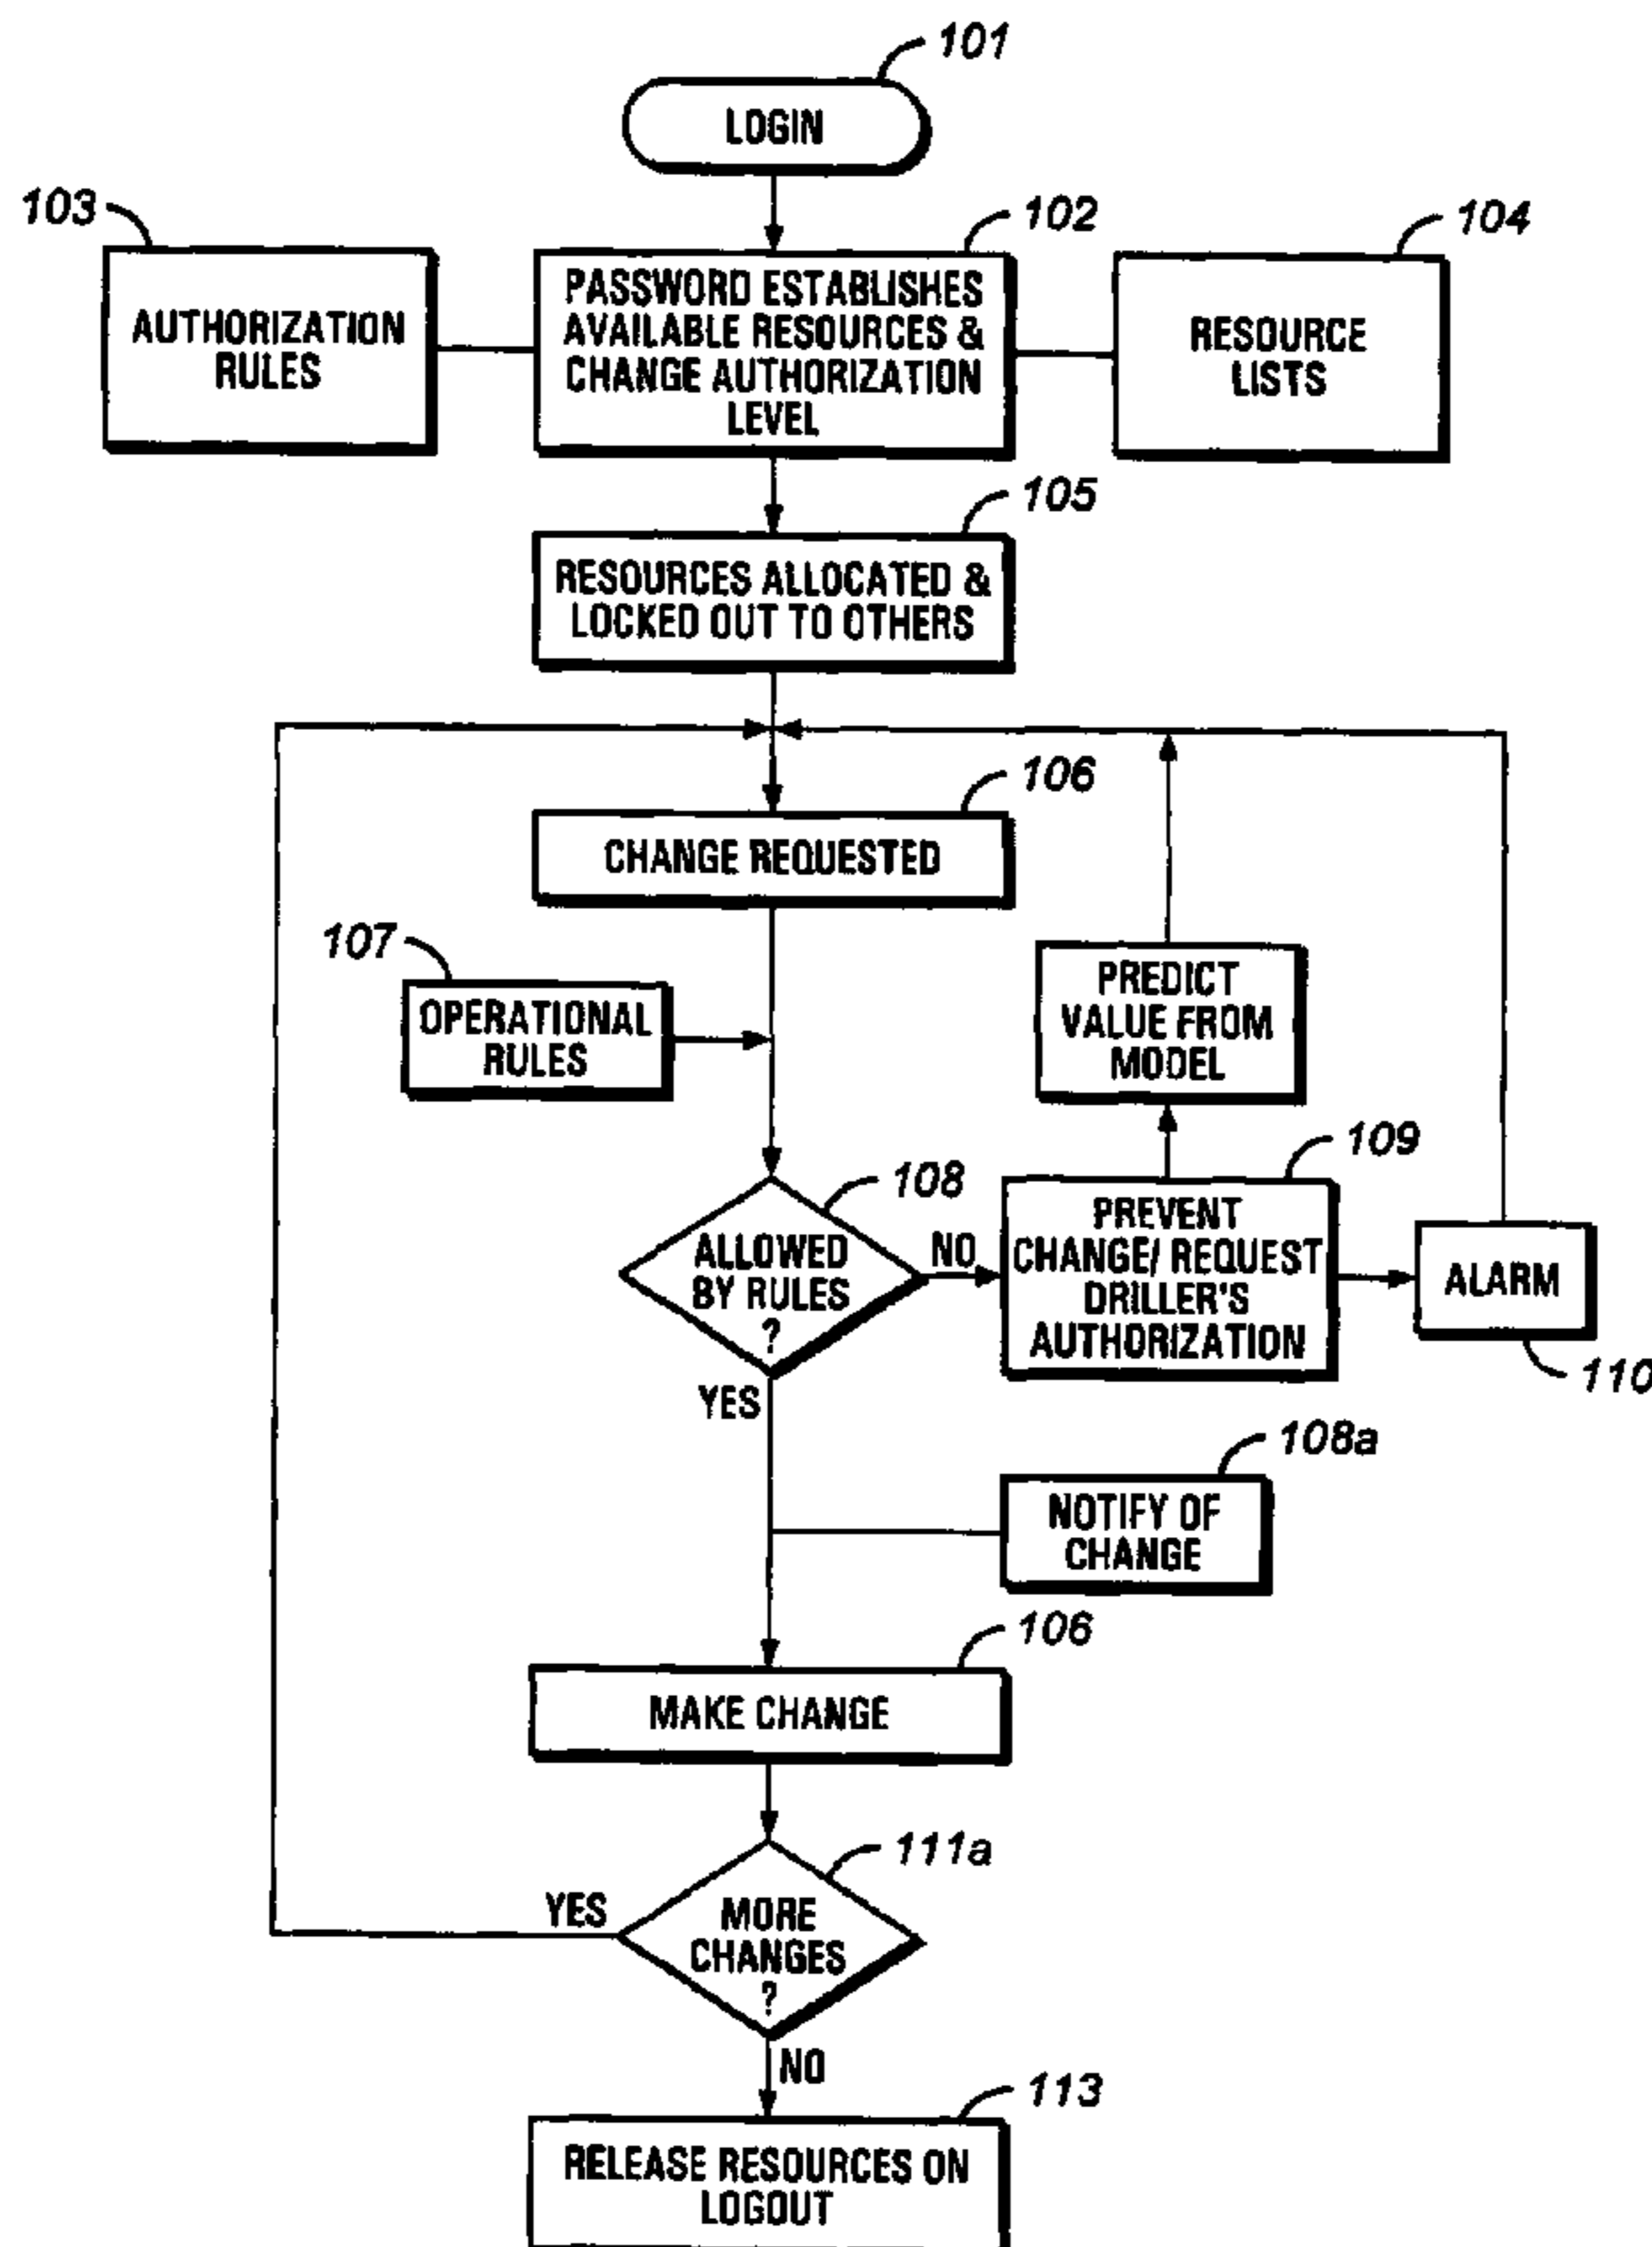 101
LOGIN
103
102
104
AUTHORIZATION
RULES
PASSWORD ESTABLISHES
AVAILABLE RESOURCES &
CHANGE AUTHORIZATION
LEVEL
RESOURCE
LISTS
105
RESOURCES ALLOCATED &
LOCKED OUT TO OTHERS
106
CHANGE REQUESTED
107
OPERATIONAL
RULES
PREDICT
VALUE FROM
MODEL
108
ALLOWED
BY RULES
?
NO
109
PREVENT
CHANGE/ REQUEST
DRILLER'S
AUTHORIZATION
ALARM
110
YES
108a
NOTIFY OF
CHANGE
106
MAKE CHANGE
111a
YES
MORE
CHANGES
?
NO
113
RELEASE RESOURCES ON
LOGOUT